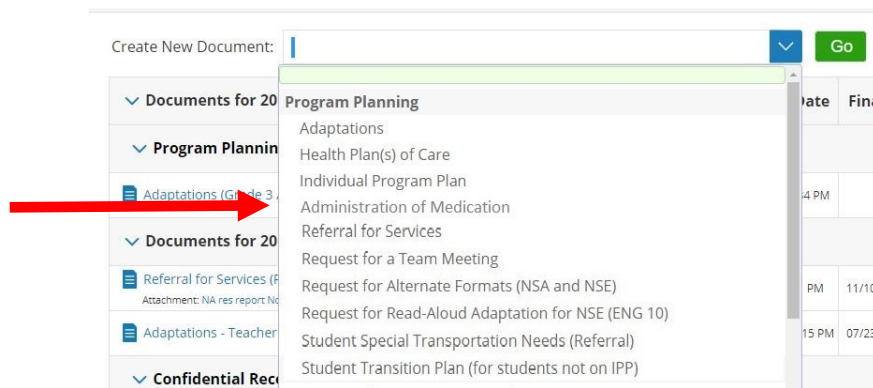 Create New Document:
Go
Documents for 20
Date
Program Planning
Adaptations
Program Plannin
Health Plan(s) of Care
Individual Program Plan
Adaptations (Grade 3
Administration of Medication
PM
Referral for Services
Documents for 20
Request for a Team Meeting
Referral for Services
Request for Alternate Formats (NSA and NSE)
PM
11/10
Attachment: NA res report
Request for Read-Aloud Adaptation for NSE (ENG 10)
Adaptations - Teacher
Student Special Transportation Needs (Referral)
15 PM
07/23
Student Transition Plan (for students not on IPP)
Confidential